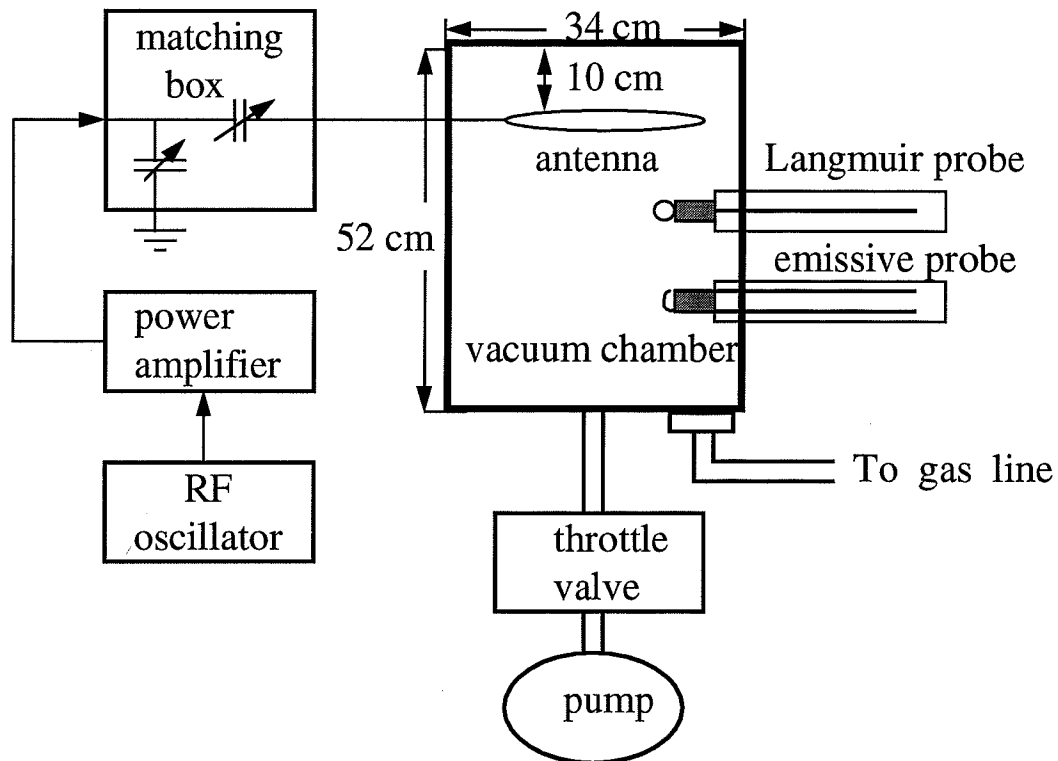 matching
box
34 cm
10 cm
antenna
Langmuir probe
52 cm
emissive probe
power
amplifier
vacuum chamber
RF
oscillator
To gas line
throttle
valve
pump